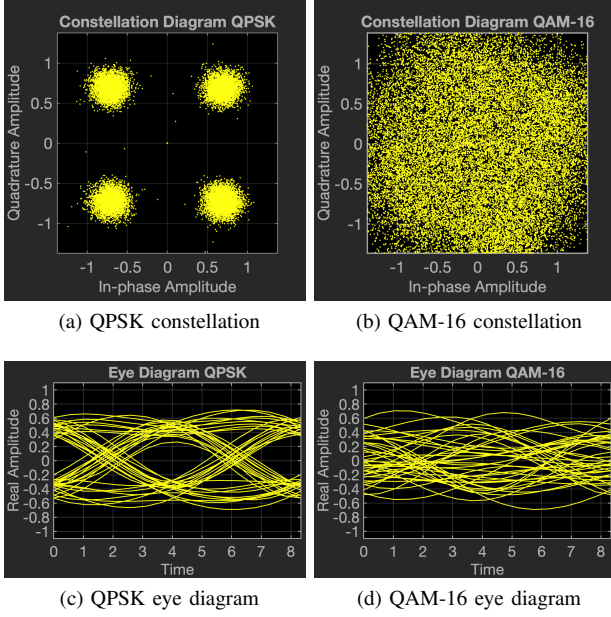 Constellation Diagram QPSK
Quadrature Amplitude
1
0.5
0
-0.5
-1
-1 -0.5 0 0.5 1
In-phase Amplitude
(a) QPSK constellation
Constellation Diagram QAM-16
Quadrature Amplitude
1
0.5
0
-0.5
-1
-1 -0.5 0 0.5 1
In-phase Amplitude
(b) QAM-16 constellation
Eye Diagram QPSK
Real Amplitude
1
0.8
0.6
0.4
0.2
0
-0.2
-0.4
-0.6
-0.8
-1
0 1 2 3 4 5 6 7 8
Time
(c) QPSK eye diagram
Eye Diagram QAM-16
Real Amplitude
1
0.8
0.6
0.4
0.2
0
-0.2
-0.4
-0.6
-0.8
-1
0 1 2 3 4 5 6 7 8
Time
(d) QAM-16 eye diagram